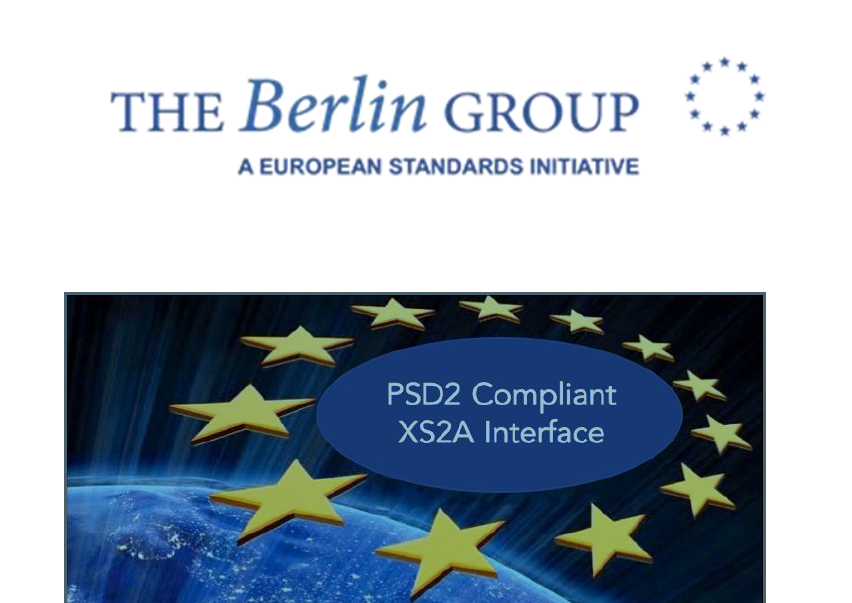 THE Berlin GROUP
A EUROPEAN STANDARDS INITIATIVE
PSD2 Compliant
XS2A Interface